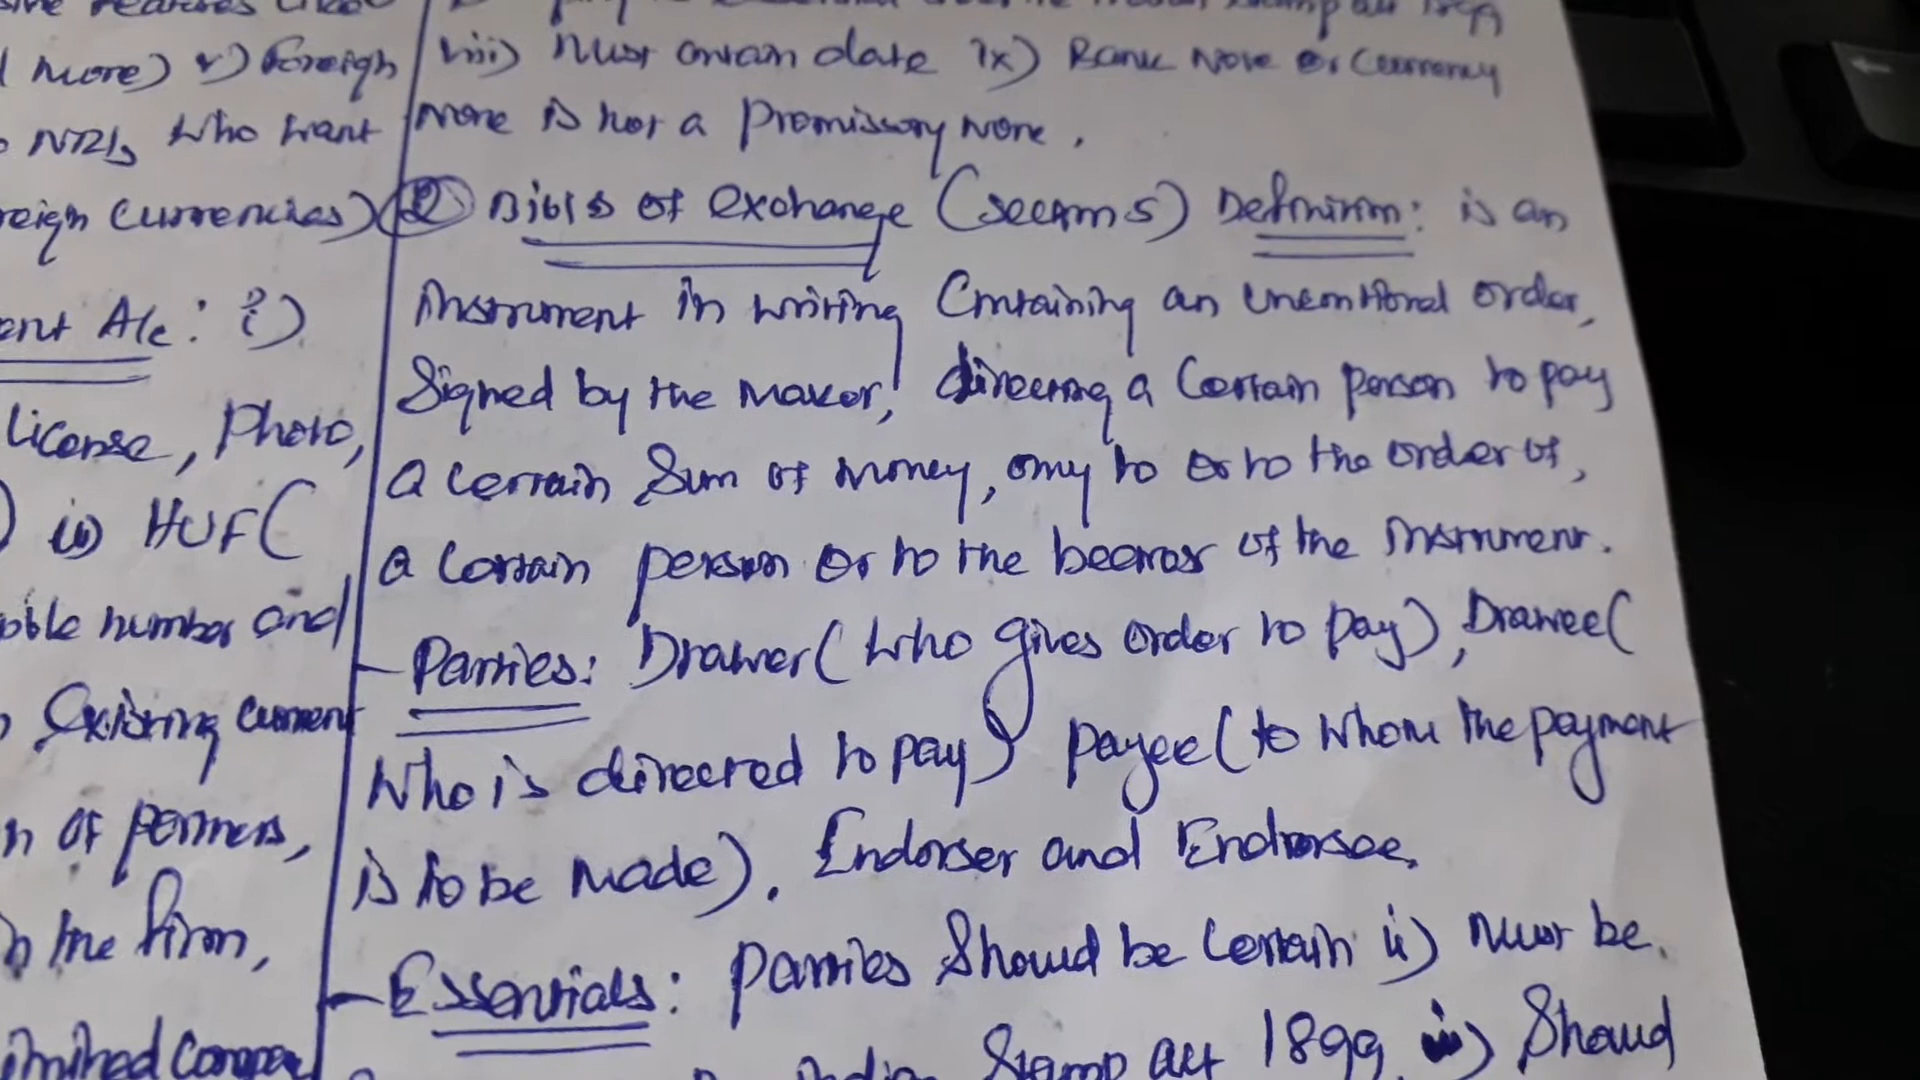 more) v) Foreign
NRIs who want
reign Currencies)
ent A/c: i)
License, Photo,
iv) HUF(
able number and
Existing Current
n of partners,
the firm,
imited Company
viii) Must contain date ix) Bank Note or Currency
Note is not a Promissory Note.
2 Bills of exchange (Section 5) Definition: is an
Instrument in writing Containing an unconditional order,
Signed by the maker, directing a Certain person to pay
a certain Sum of money, only to or to the order of,
a Certain person or to the bearer of the Instrument.
- Parties: Drawer( who gives order to pay), Drawee(
who is directed to pay) payee( to whom the payment
is to be made). Endorser and Endorsee.
- Essentials: parties Should be Certain ii) Must be
Stamp act 1899 iii) Should